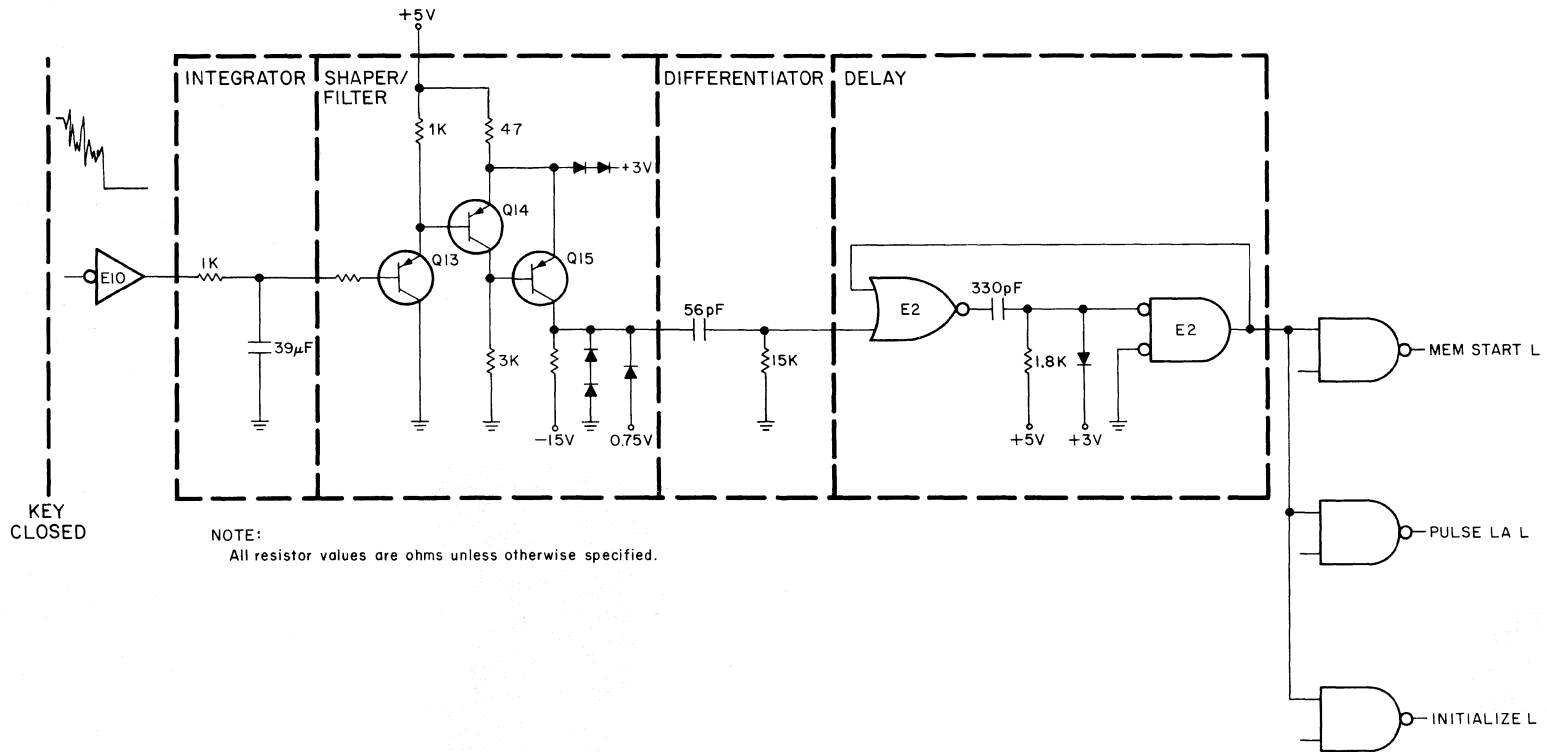 +5V
INTEGRATOR
SHAPER/
FILTER
DIFFERENTIATOR
DELAY
1K
47
+3V
Q14
Q13
Q15
E10
1K
39μF
3K
-15V
0.75V
56pF
15K
E2
330pF
E2
1.8K
+5V
+3V
MEM START L
PULSE LA L
INITIALIZE L
KEY
CLOSED
NOTE:
All resistor values are ohms unless otherwise specified.